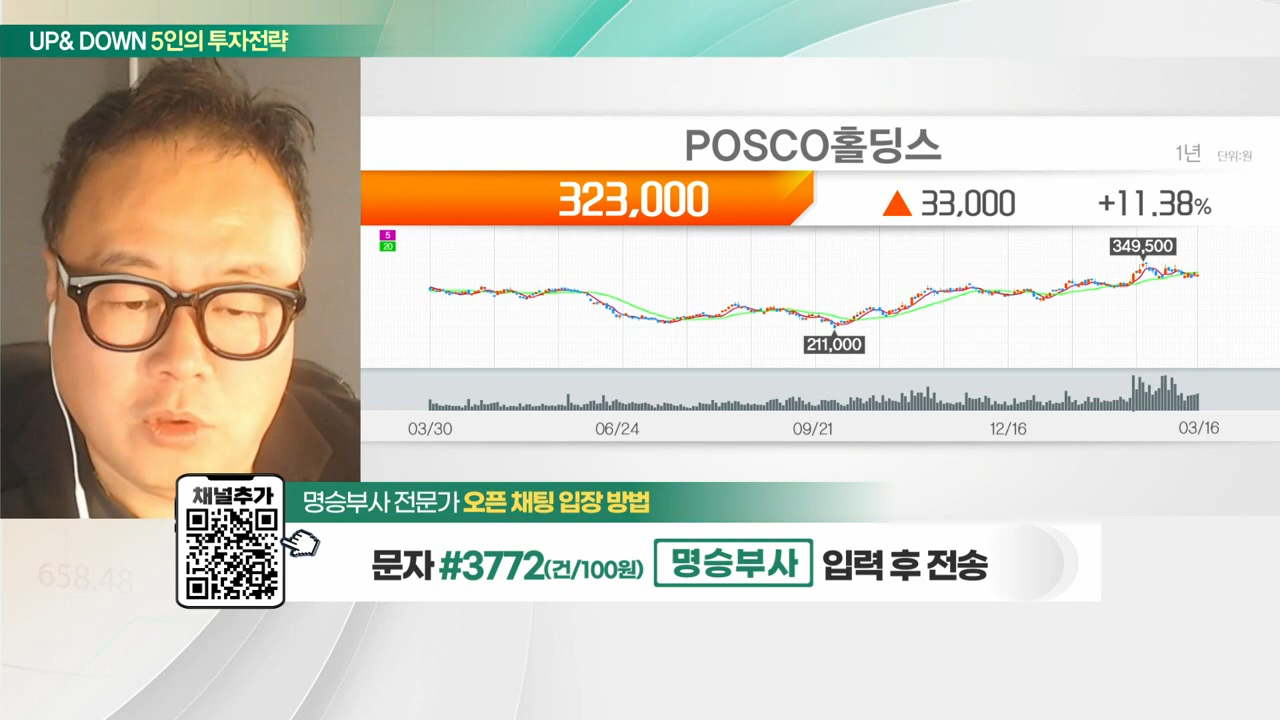 UP& DOWN 5인의 투자전략
POSCO홀딩스
1년 단위:원
323,000 ▲ 33,000 +11.38%
5
20
349,500
211,000
03/30 06/24 09/21 12/16 03/16
채널추가
명승부사 전문가 오픈 채팅 입장 방법
문자 #3772(건/100원) 명승부사 입력 후 전송
658.48